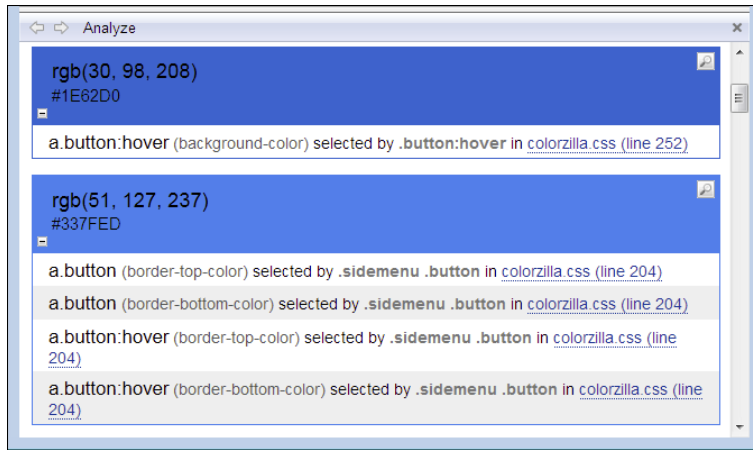 Analyze
rgb(30, 98, 208)
#1E62D0
a.button:hover (background-color) selected by .button:hover in colorzilla.css (line 252)
rgb(51, 127, 237)
#337FED
a.button (border-top-color) selected by .sidemenu .button in colorzilla.css (line 204)
a.button (border-bottom-color) selected by .sidemenu .button in colorzilla.css (line 204)
a.button:hover (border-top-color) selected by .sidemenu .button in colorzilla.css (line
204)
a.button:hover (border-bottom-color) selected by .sidemenu .button in colorzilla.css (line
204)